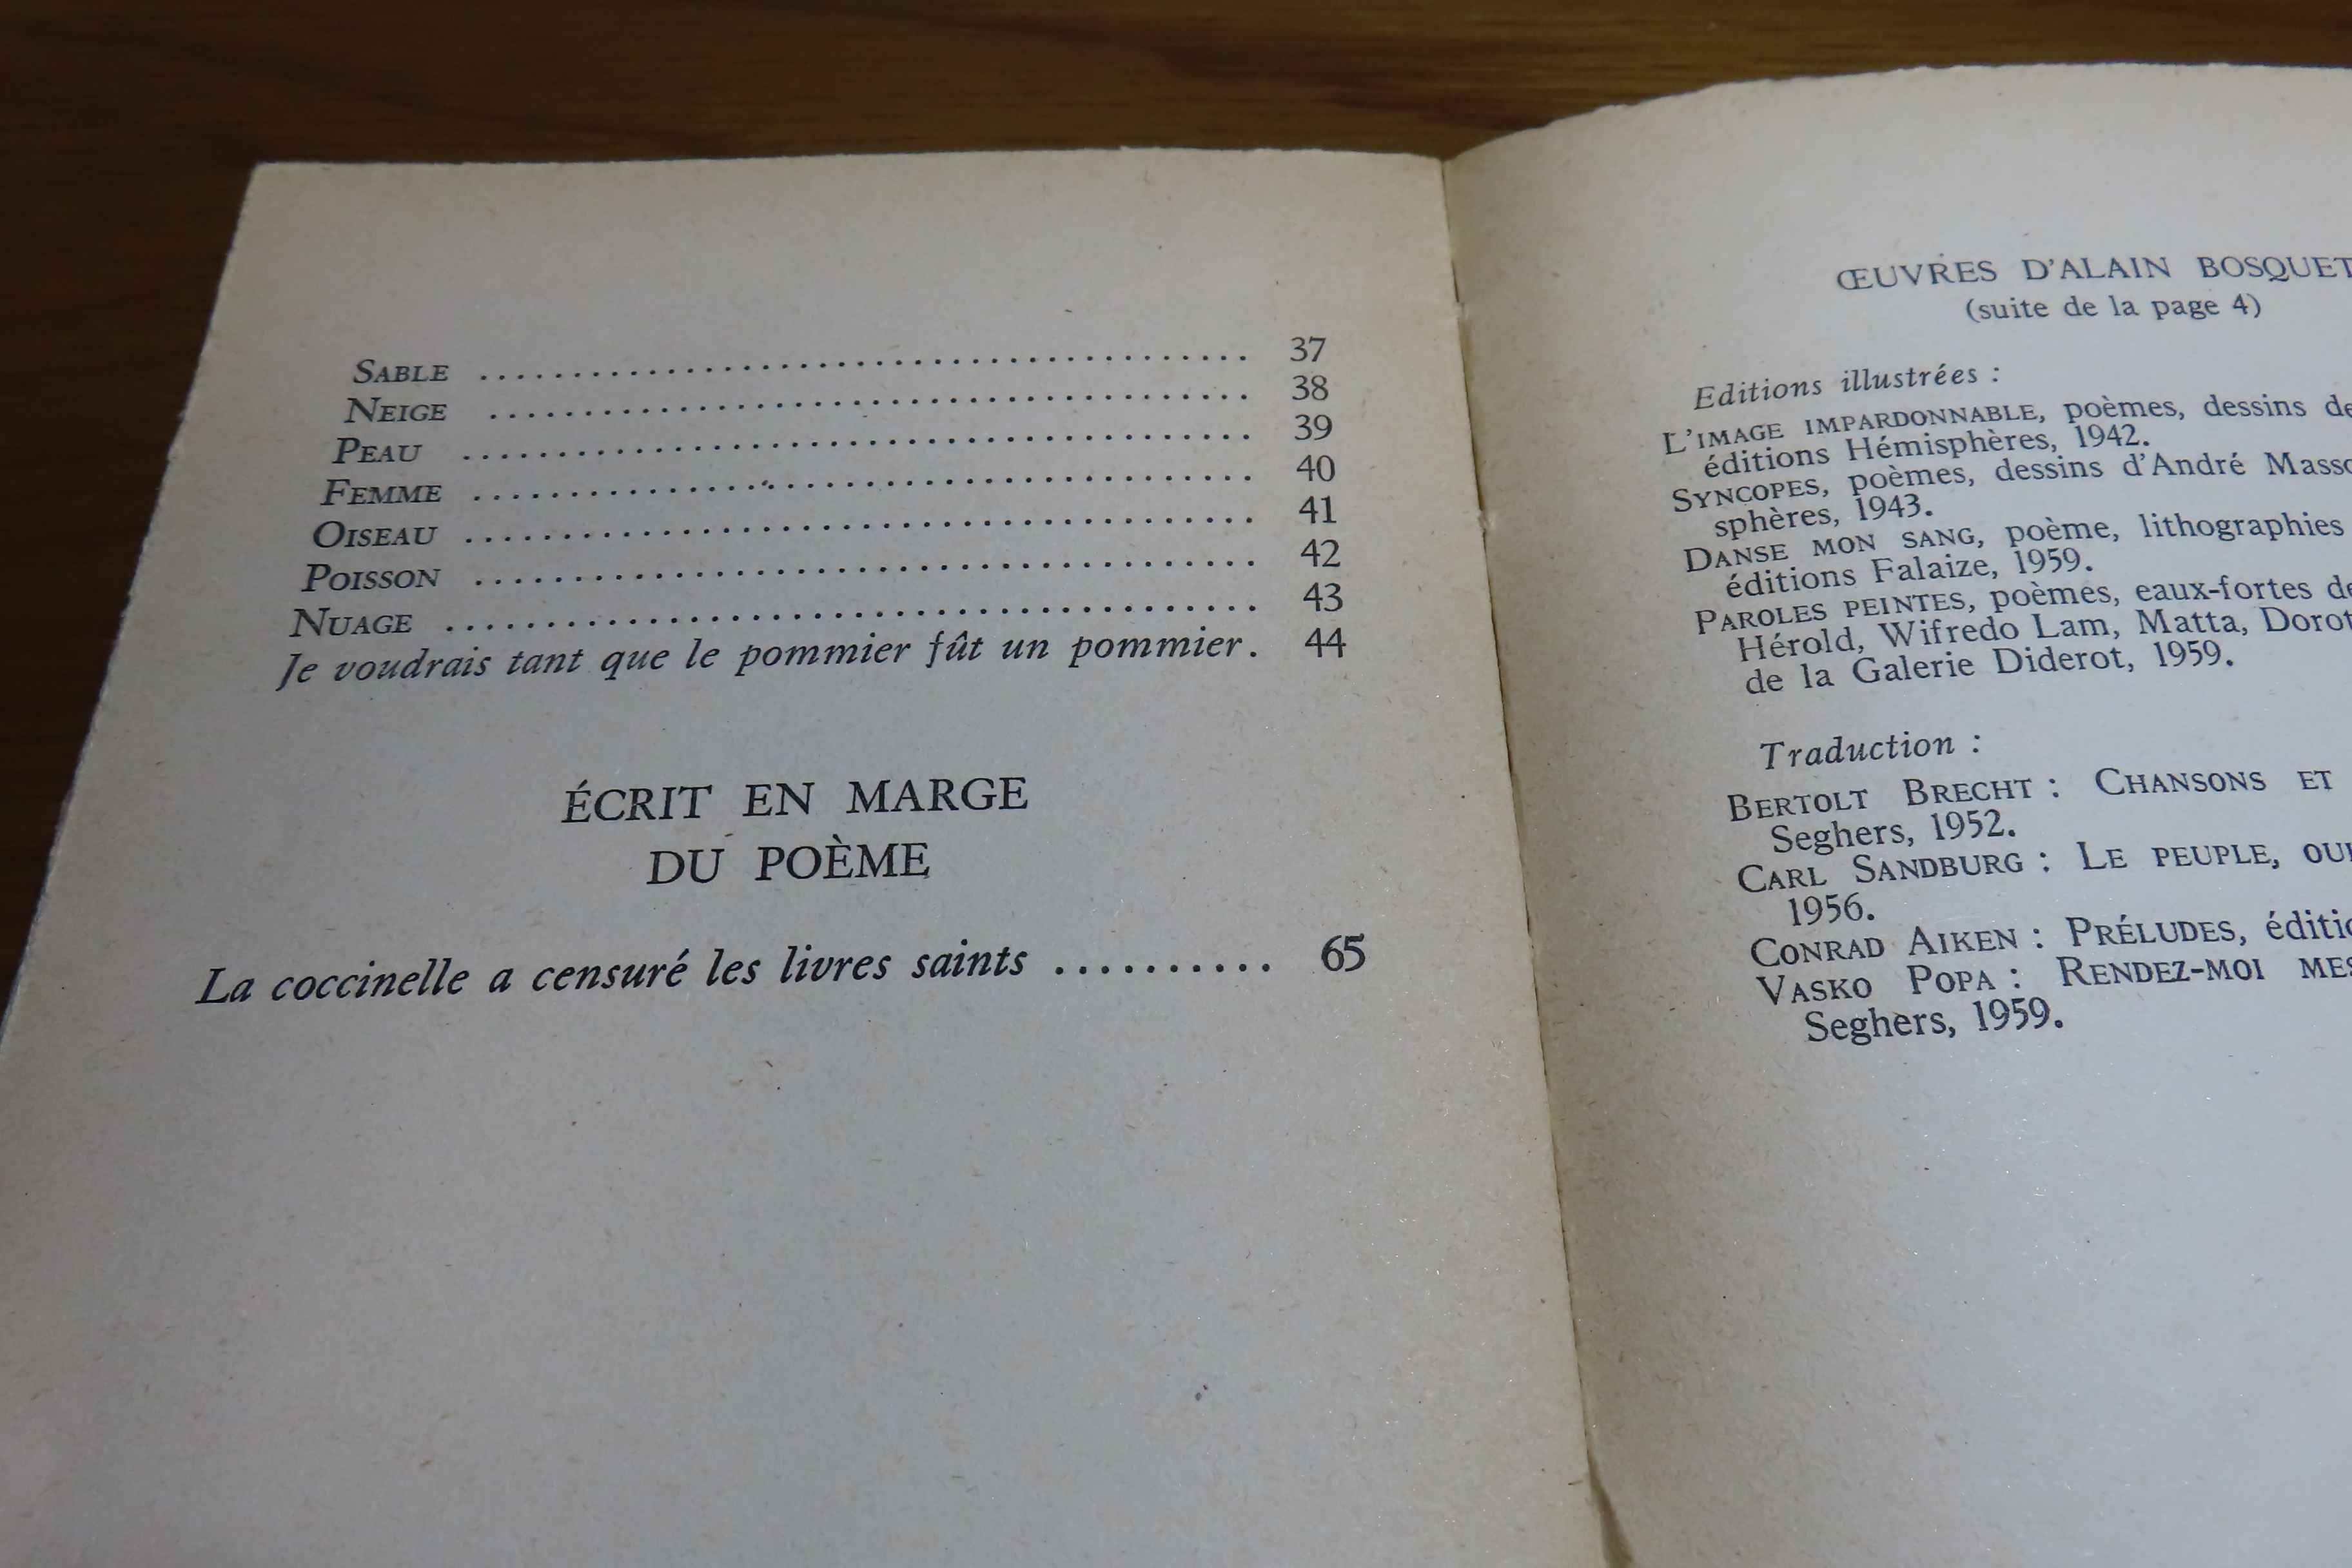 SABLE .................................. 37
NEIGE .................................. 38
PEAU .................................. 39
FEMME .................................. 40
OISEAU .................................. 41
POISSON .................................. 42
NUAGE .................................. 43
Je voudrais tant que le pommier fût un pommier. 44
ÉCRIT EN MARGE
DU POÈME
La coccinelle a censuré les livres saints .......... 65
ŒUVRES D'ALAIN BOSQUET
(suite de la page 4)
Editions illustrées :
L'IMAGE IMPARDONNABLE, poèmes, dessins de
éditions Hémisphères, 1942.
SYNCOPES, poèmes, dessins d'André
sphères, 1943.
DANSE MON SANG, poème, lithographies
éditions Falaize, 1959.
PAROLES PEINTES, poèmes, eaux-fortes de
Hérold, Wifredo Lam, Matta,
de la Galerie Diderot, 1959.
Traduction :
BERTOLT BRECHT : CHANSONS ET
Seghers, 1952.
CARL SANDBURG : LE PEUPLE, OUI
1956.
CONRAD AIKEN : PRÉLUDES,
VASKO POPA : RENDEZ-MOI MES
Seghers, 1959.